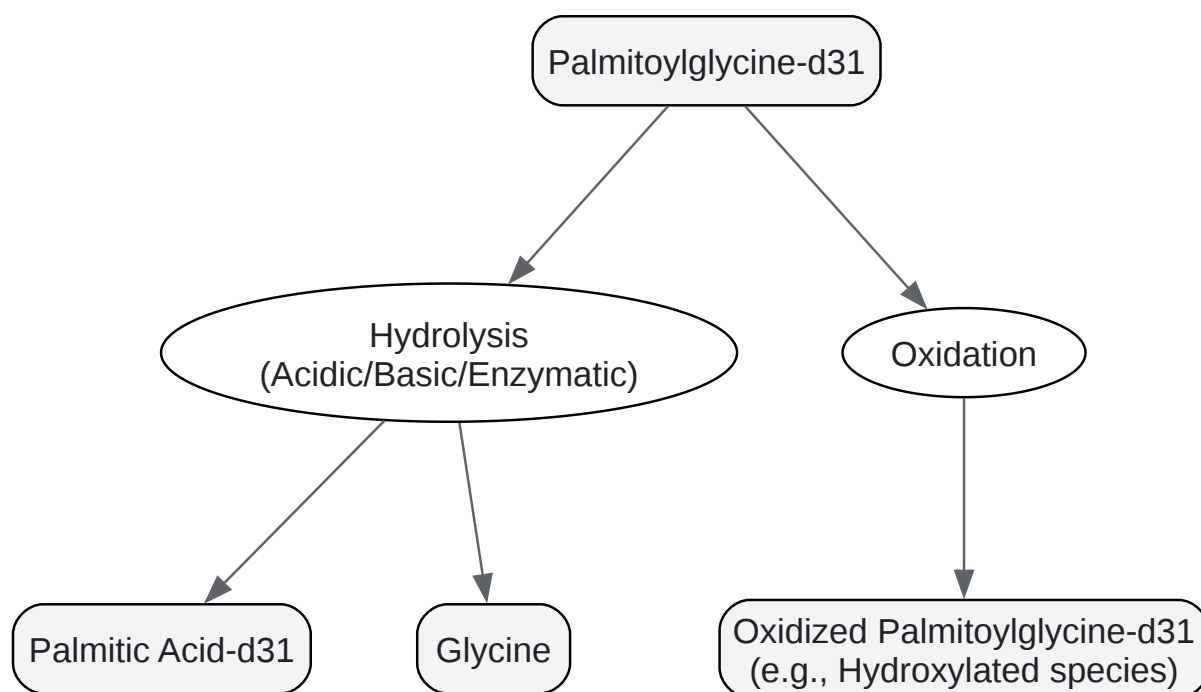 Palmitoylglycine-d31
Hydrolysis
(Acidic/Basic/Enzymatic)
Oxidation
Palmitic Acid-d31
Glycine
Oxidized Palmitoylglycine-d31
(e.g., Hydroxylated species)